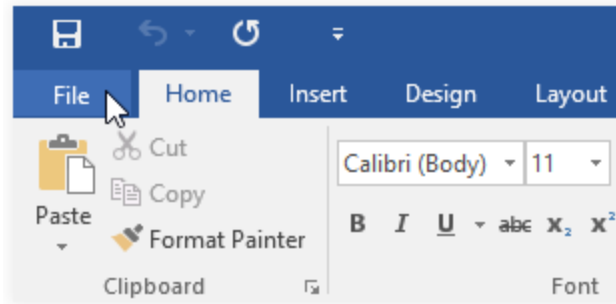 File Home Insert Design Layout
Cut
Calibri (Body) 11
Copy
Paste
B I U abc X₂ X²
Format Painter
Clipboard Font